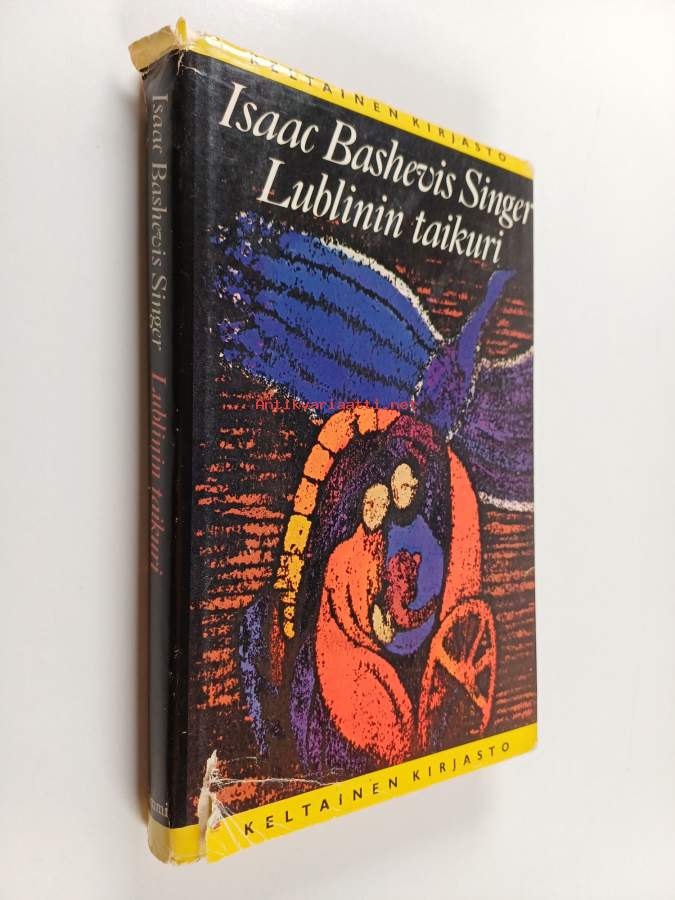 KELTAINEN KIRJASTO
Isaac Bashevis Singer
Lublinin taikuri
Antikvariaatti.net
KELTAINEN KIRJASTO
Isaac Bashevis Singer Lublinin taikuri